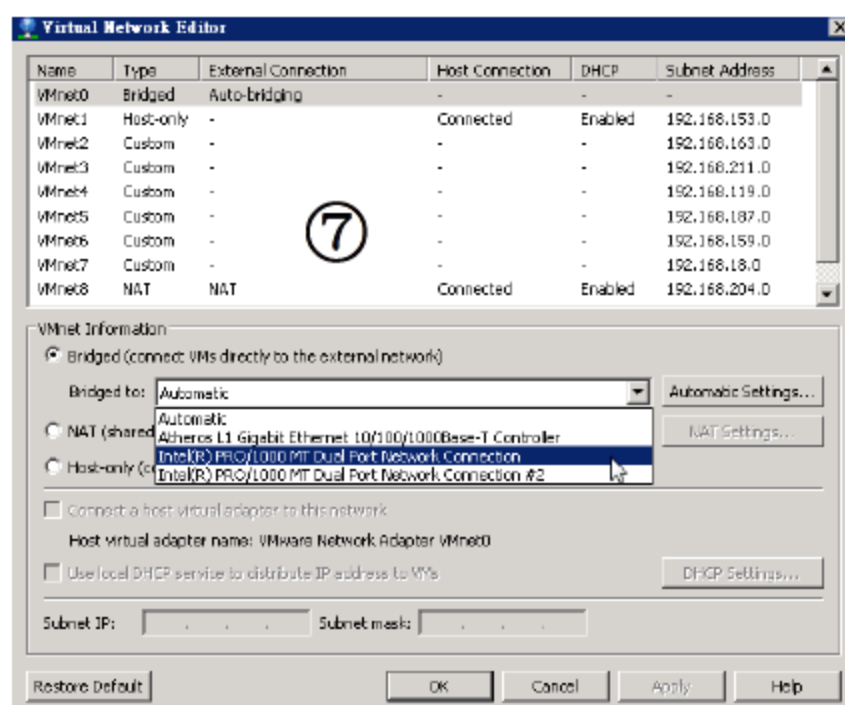 Virtual Network Editor
Name Type External Connection Host Connection DHCP Subnet Address
VMnet0 Bridged Auto-bridging - - -
VMnet1 Host-only - Connected Enabled 192.168.153.0
VMnet2 Custom - - - 192.168.163.0
VMnet3 Custom - - - 192.168.211.0
VMnet4 Custom - - - 192.168.119.0
VMnet5 Custom - - - 192.168.187.0
VMnet6 Custom - - - 192.168.159.0
VMnet7 Custom - - - 192.168.18.0
VMnet8 NAT NAT Connected Enabled 192.168.204.0
⑦
VMnet Information
Bridged (connect VMs directly to the external network)
Bridged to: Automatic Automatic Settings...
Automatic
NAT (shared Atheros L1 Gigabit Ethernet 10/100/1000Base-T Controller NAT Settings...
Intel(R) PRO/1000 MT Dual Port Network Connection
Host-only (co Intel(R) PRO/1000 MT Dual Port Network Connection #2
Connect a host virtual adapter to this network
Host virtual adapter name: VMware Network Adapter VMnet0
Use local DHCP service to distribute IP address to VMs DHCP Settings...
Subnet IP: . . . Subnet mask: . . .
Restore Default OK Cancel Apply Help